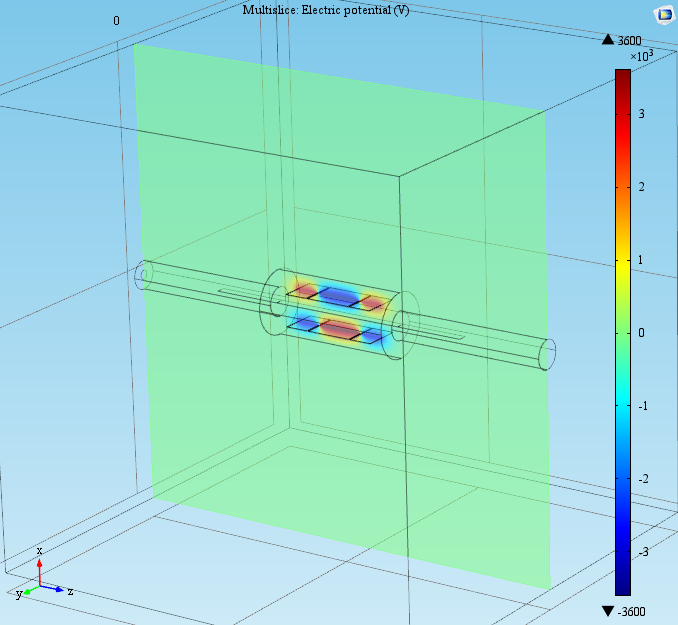 Multislice: Electric potential (V)
0
▲ 3600
×10³
3
2
1
0
-1
-2
-3
▼ -3600
x
y
z